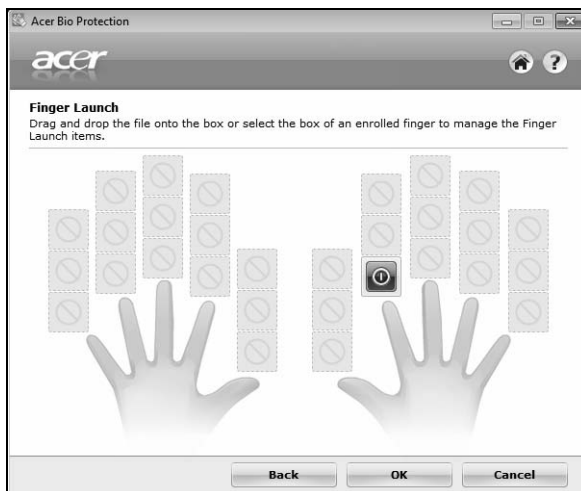 Acer Bio Protection
acer
Finger Launch
Drag and drop the file onto the box or select the box of an enrolled finger to manage the Finger
Launch items.
Back
OK
Cancel